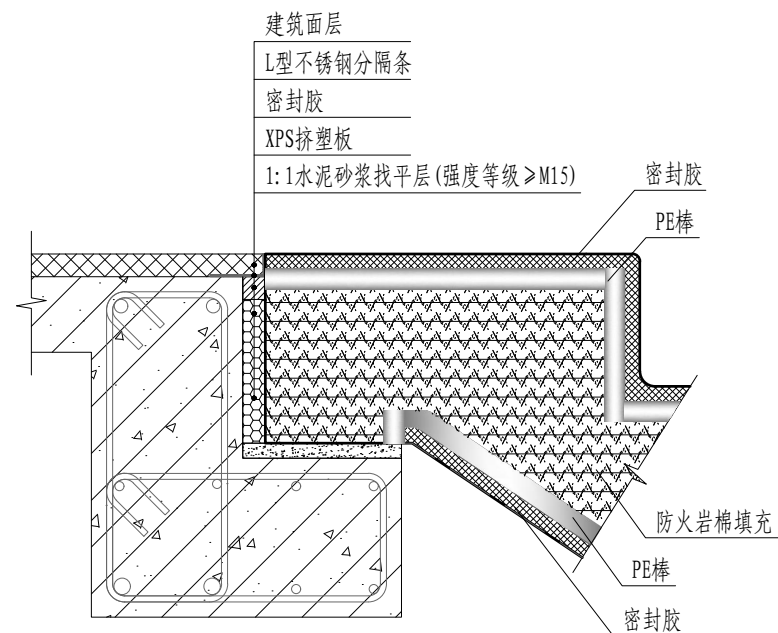 建筑面层
L型不锈钢分隔条
密封胶
XPS挤塑板
1:1水泥砂浆找平层(强度等级≥M15)
密封胶
PE棒
防火岩棉填充
PE棒
密封胶